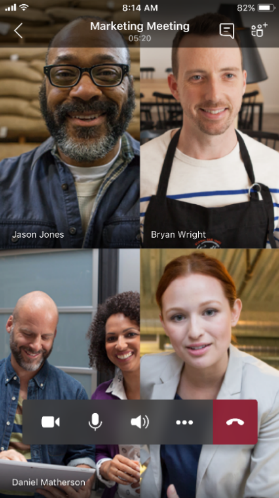 8:14 AM
82%
Marketing Meeting
05:20
Jason Jones
Bryan Wright
Daniel Matherson